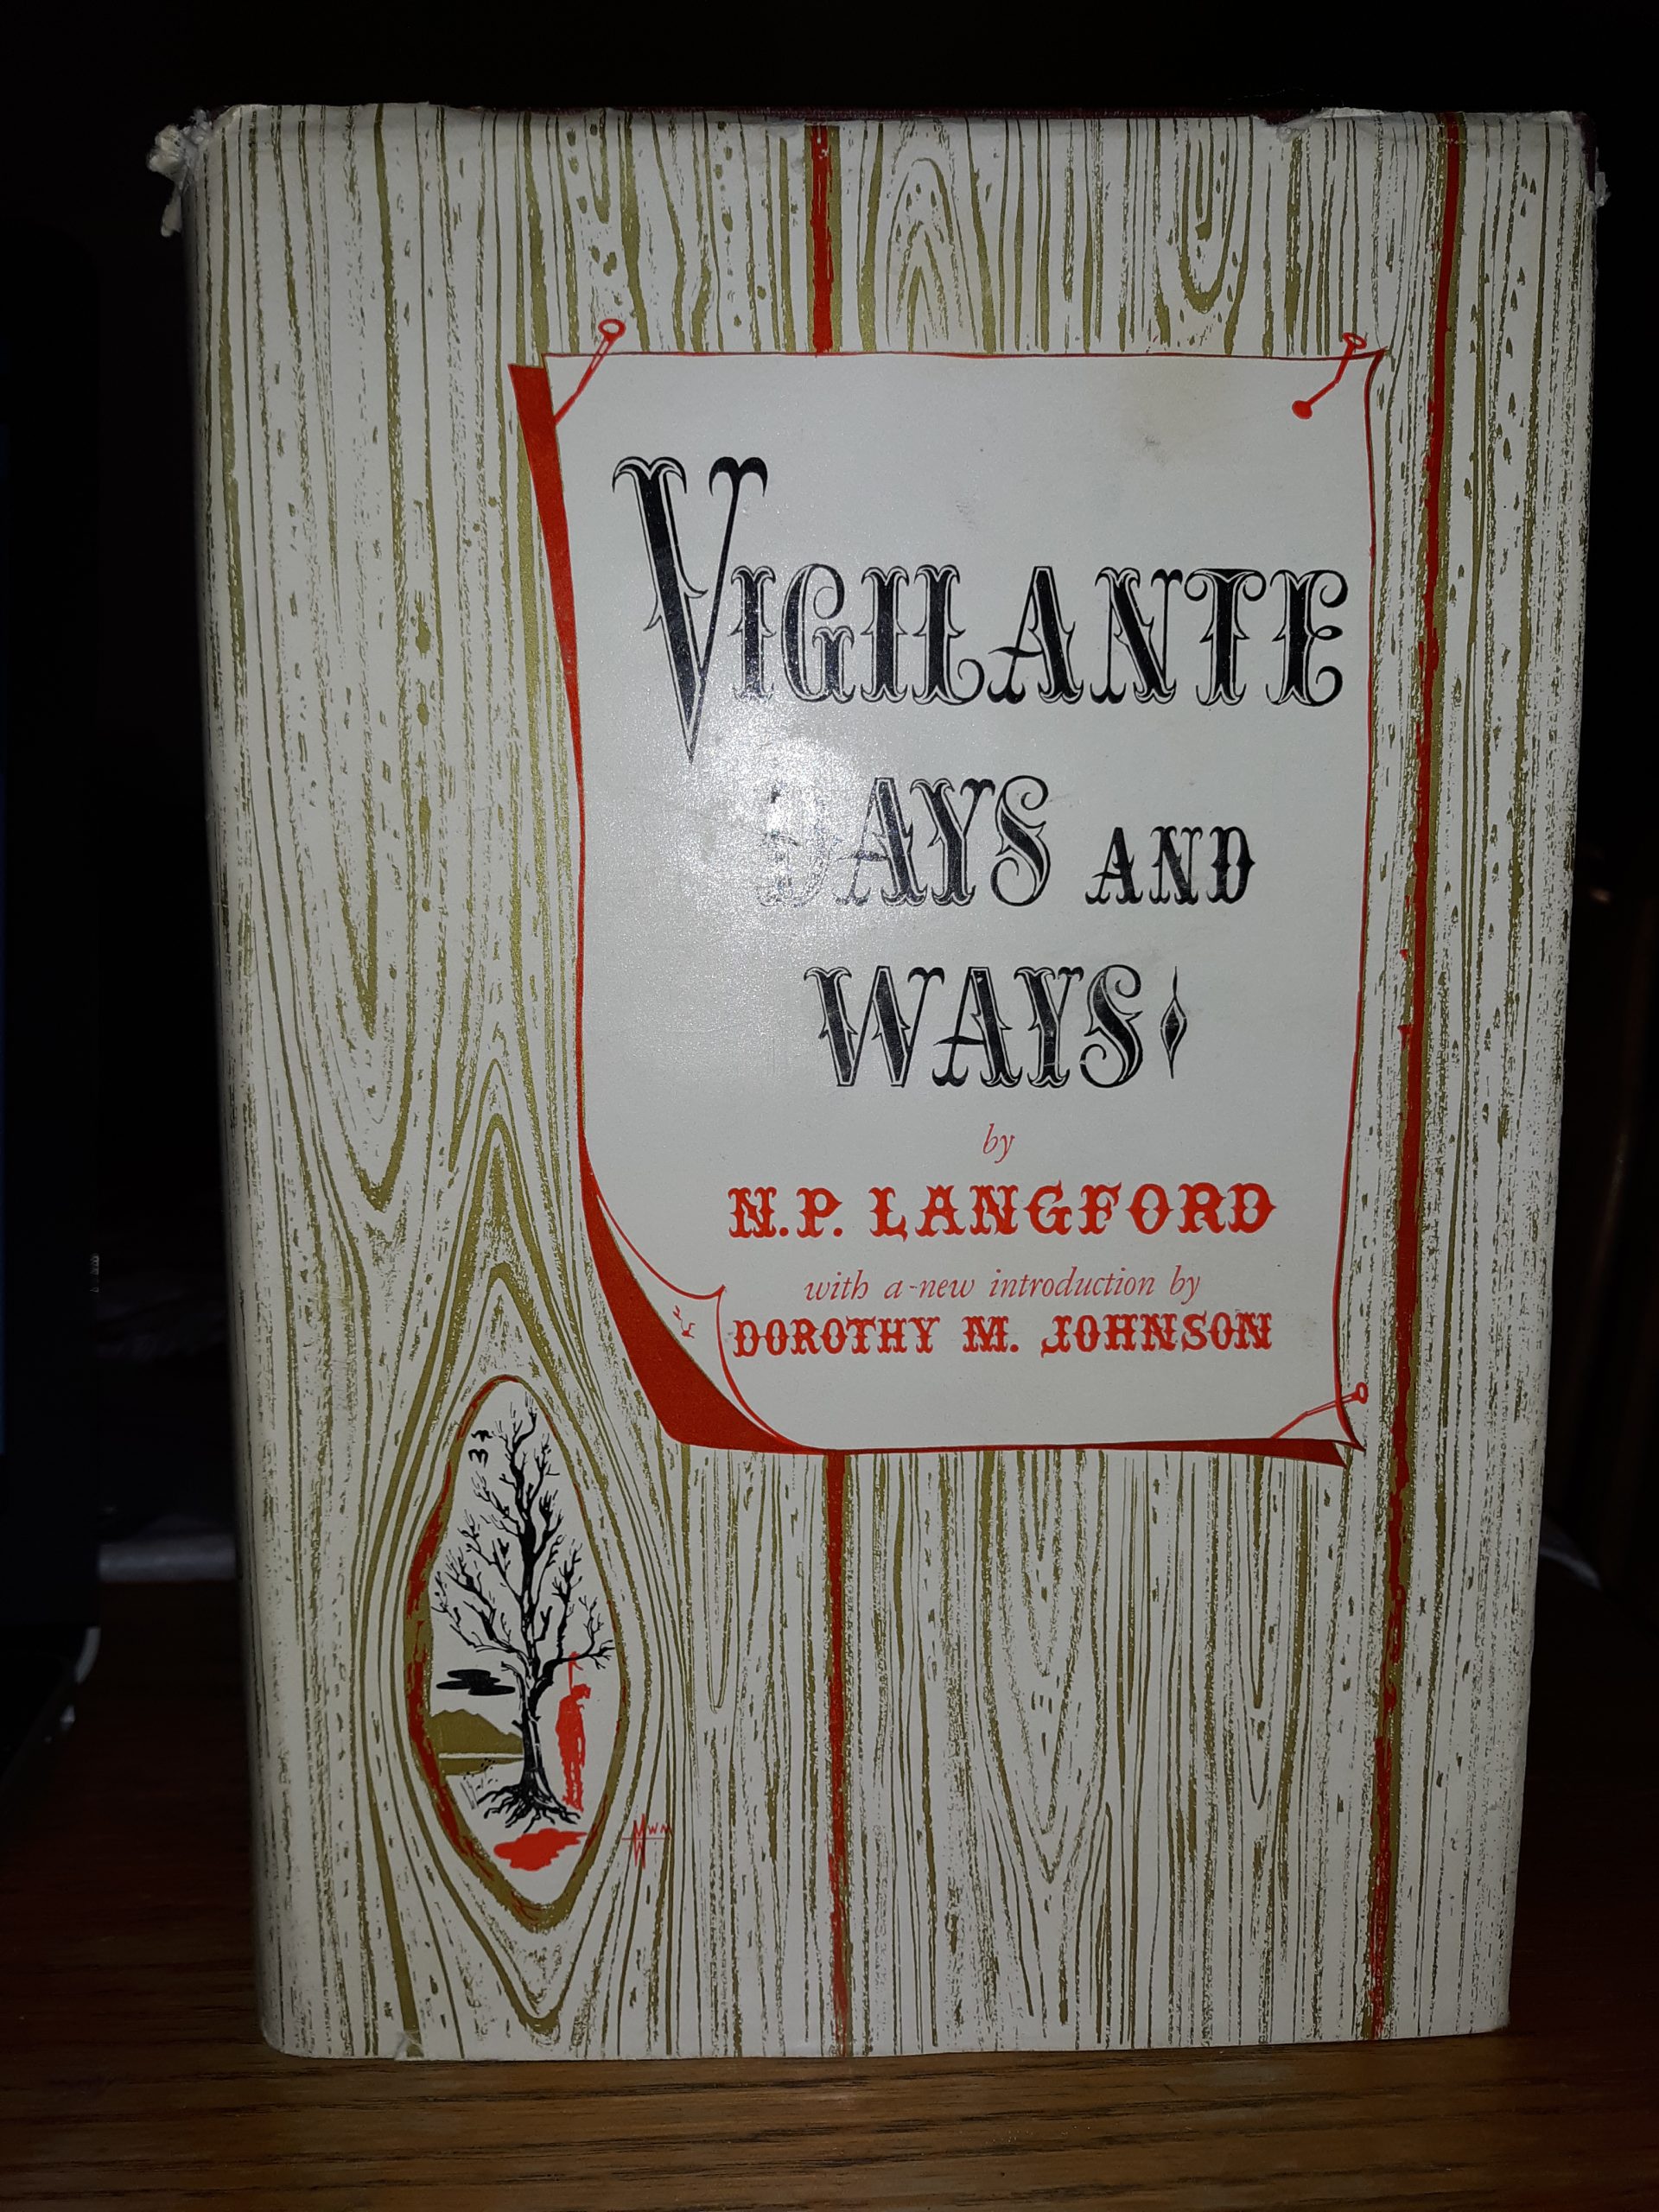 VIGILANTE
DAYS AND
WAYS
by
N.P. LANGFORD
with a new introduction by
DOROTHY M. JOHNSON